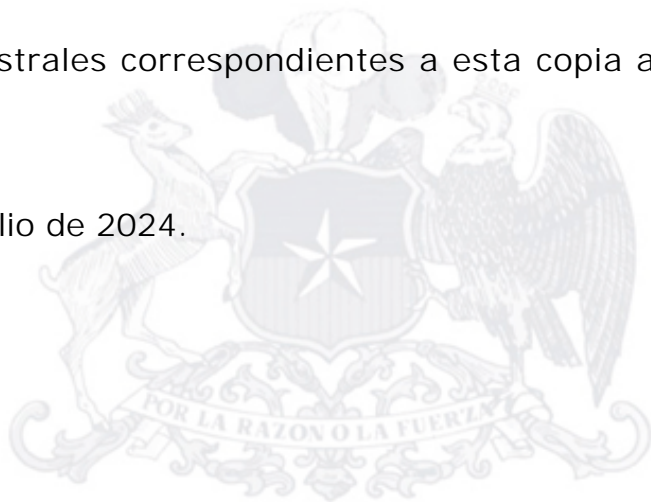 strales correspondientes a esta copia a
lio de 2024.
POR LA RAZON O LA FUERZA